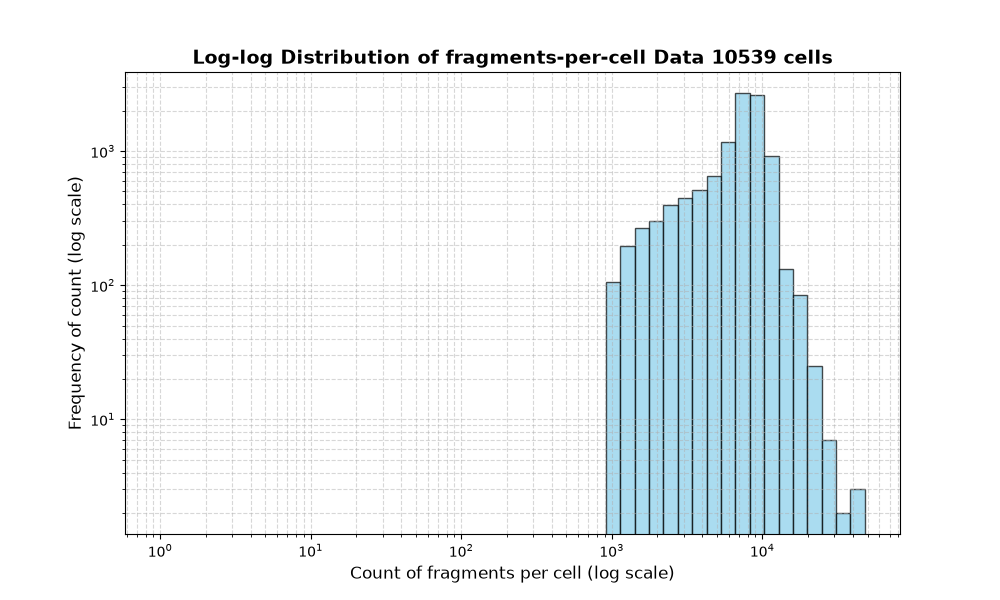 Log-log Distribution of fragments-per-cell Data 10539 cells
Frequency of count (log scale)
10³
10²
10¹
10⁰ 10¹ 10² 10³ 10⁴
Count of fragments per cell (log scale)